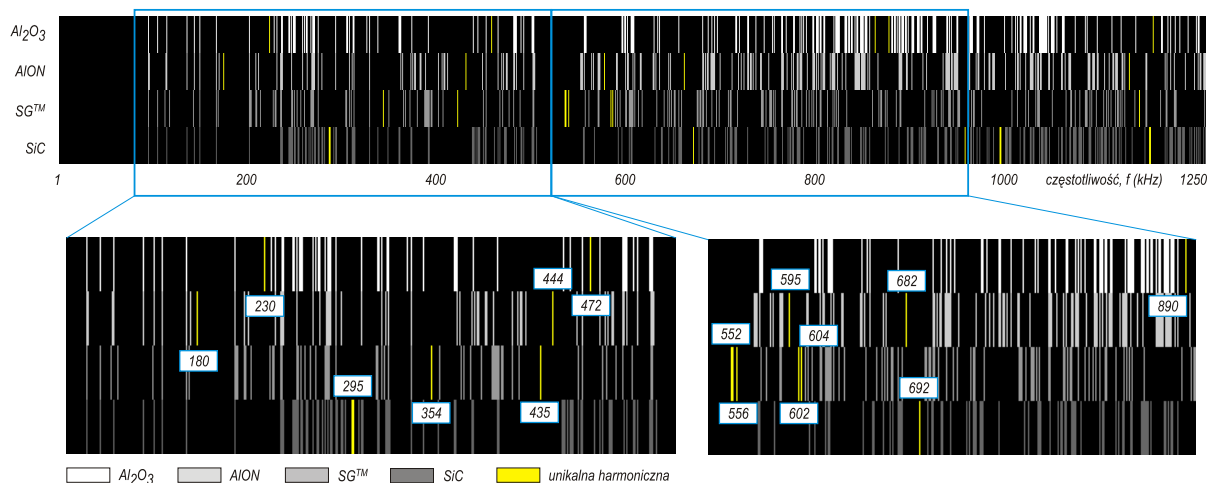 Al2O3
AlON
SG™
SiC
1 200 400 600 800 1000 częstotliwość, f (kHz) 1250
444 595 682
230 472 890
552 604
180
295 692
354 435 556 602
Al2O3 AlON SG™ SiC unikalna harmoniczna